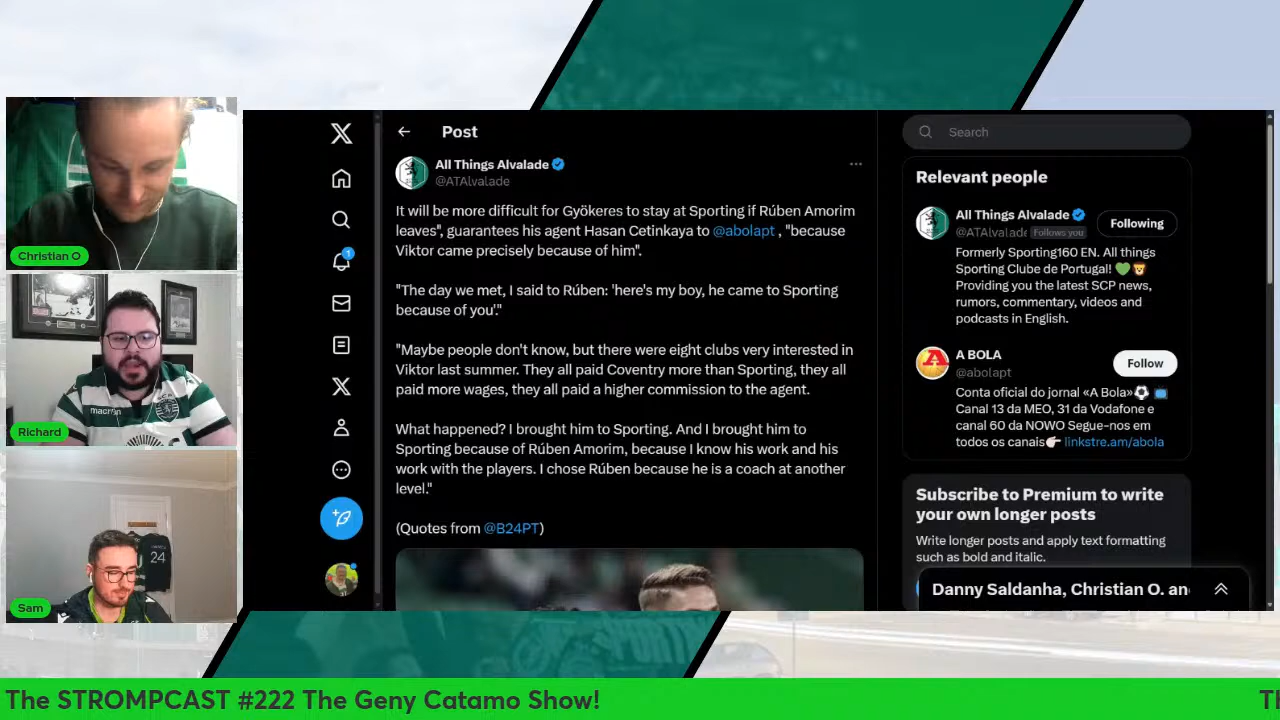 Post
Search
All Things Alvalade
@ATAlvalade
It will be more difficult for Gyökeres to stay at Sporting if Rúben Amorim
leaves", guarantees his agent Hasan Cetinkaya to @abolapt , "because
Viktor came precisely because of him".
"The day we met, I said to Rúben: 'here's my boy, he came to Sporting
because of you'."
"Maybe people don't know, but there were eight clubs very interested in
Viktor last summer. They all paid Coventry more than Sporting, they all
paid more wages, they all paid a higher commission to the agent.
What happened? I brought him to Sporting. And I brought him to
Sporting because of Rúben Amorim, because I know his work and his
work with the players. I chose Rúben because he is a coach at another
level."
(Quotes from @B24PT)
Relevant people
All Things Alvalade
@ATAlvalade Follows you
Following
Formerly Sporting160 EN. All things
Sporting Clube de Portugal!
Providing you the latest SCP news,
rumors, commentary, videos and
podcasts in English.
A BOLA
@abolapt
Follow
Conta oficial do jornal «A Bola»
Canal 13 da MEO, 31 da Vodafone e
canal 60 da NOWO Segue-nos em
todos os canais linkstre.am/abola
Subscribe to Premium to write
your own longer posts
Write longer posts and apply text formatting
such as bold and italic.
Danny Saldanha, Christian O. an
1
Christian O
macron
Richard
24
Sam
The STROMPCAST #222 The Geny Catamo Show!
Th